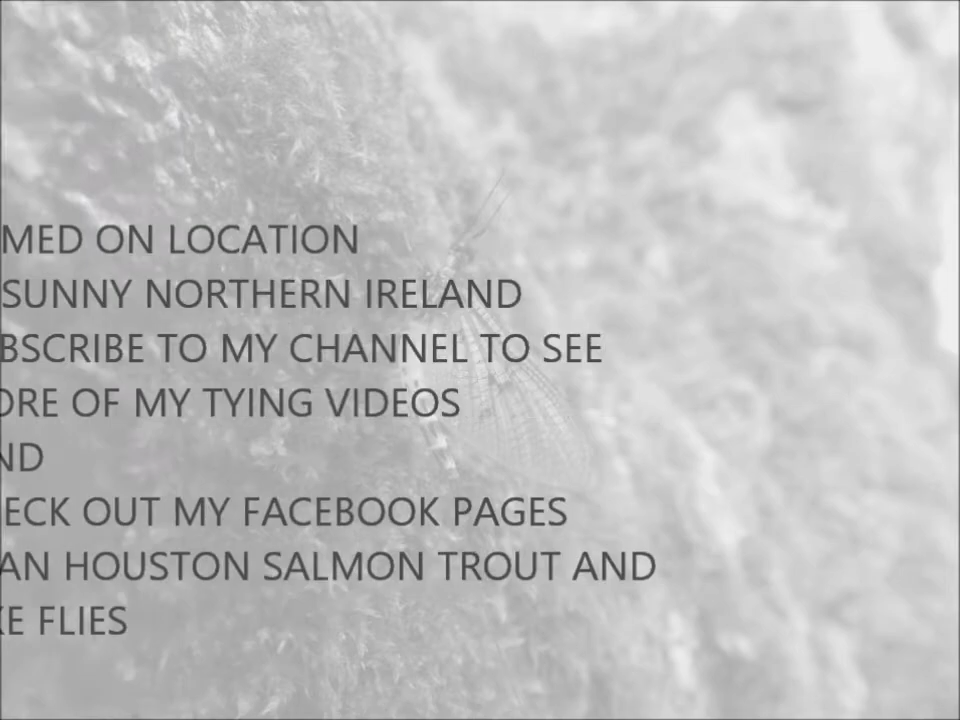 MED ON LOCATION
SUNNY NORTHERN IRELAND
BSCRIBE TO MY CHANNEL TO SEE
ORE OF MY TYING VIDEOS
ND
ECK OUT MY FACEBOOK PAGES
AN HOUSTON SALMON TROUT AND
KE FLIES